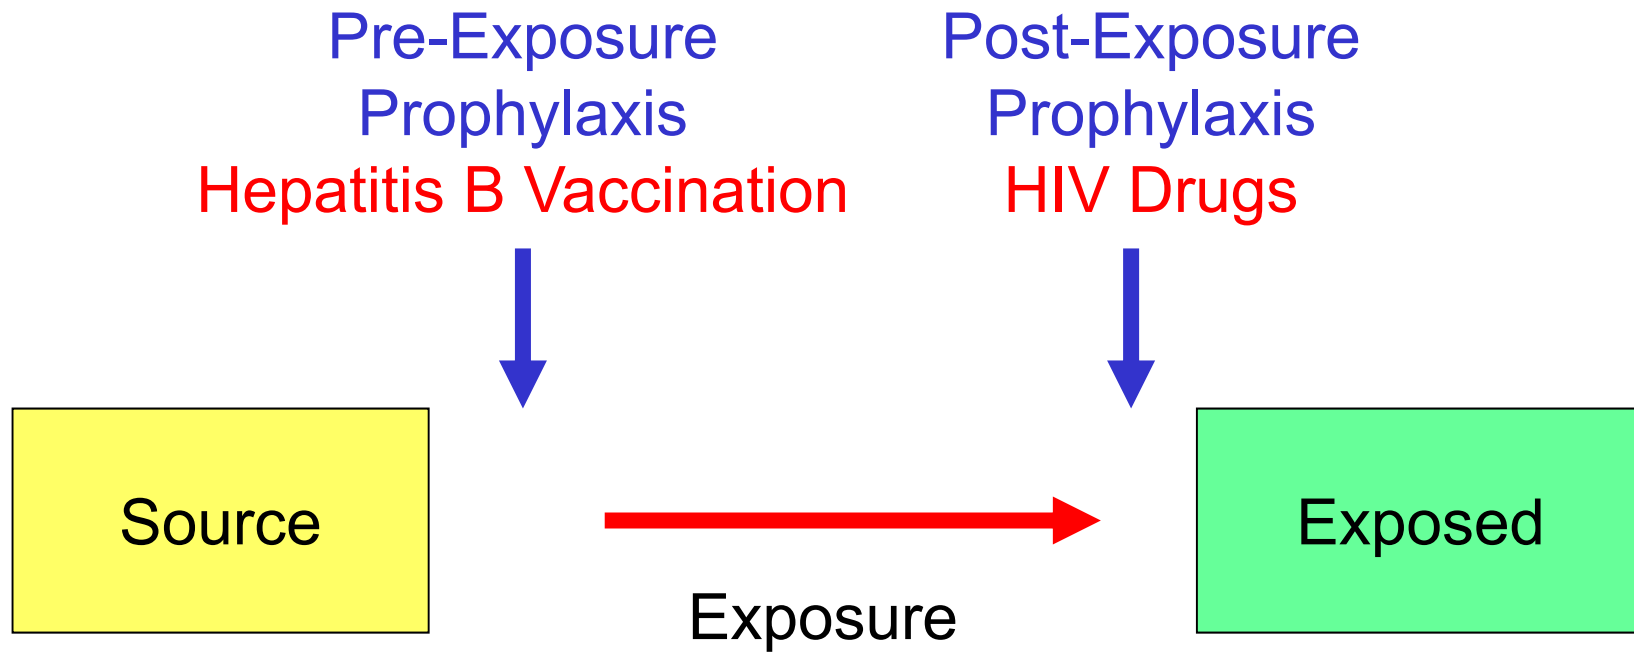 Pre-Exposure
Prophylaxis
Hepatitis B Vaccination
Post-Exposure
Prophylaxis
HIV Drugs
Source
Exposure
Exposed